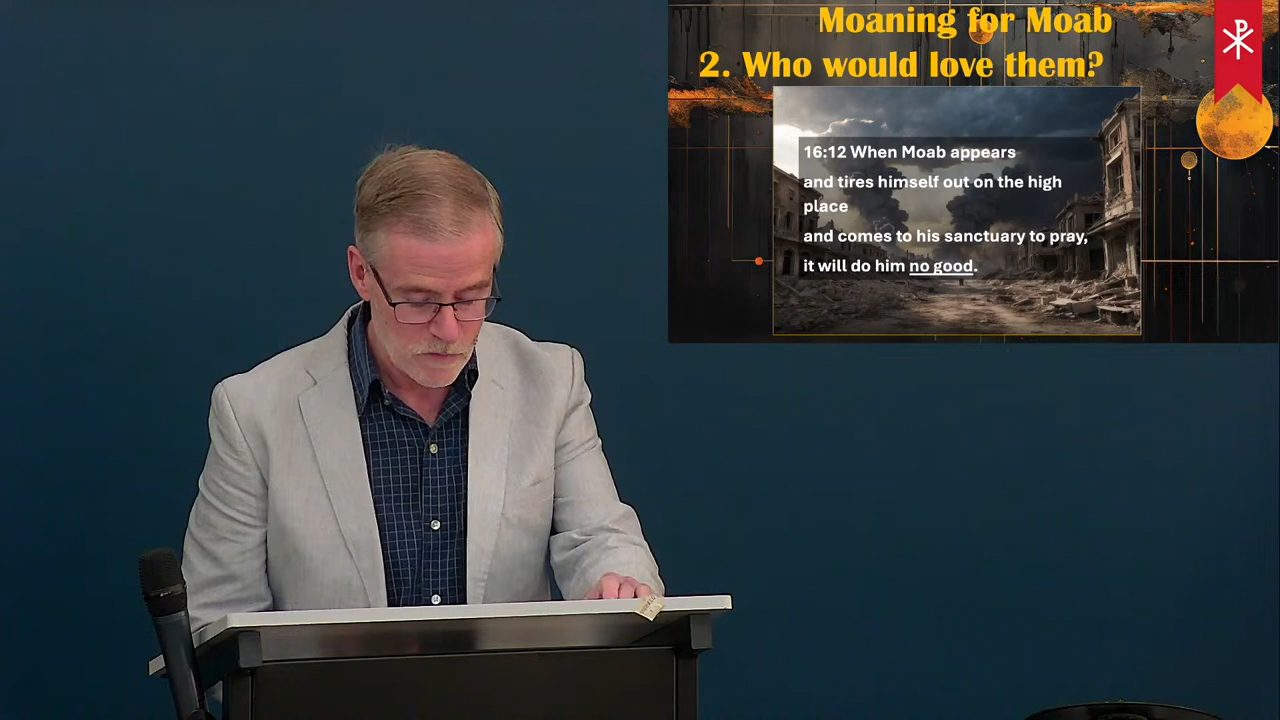 Moaning for Moab
2. Who would love them?
16:12 When Moab appears
and tires himself out on the high
place
and comes to his sanctuary to pray,
it will do him no good.